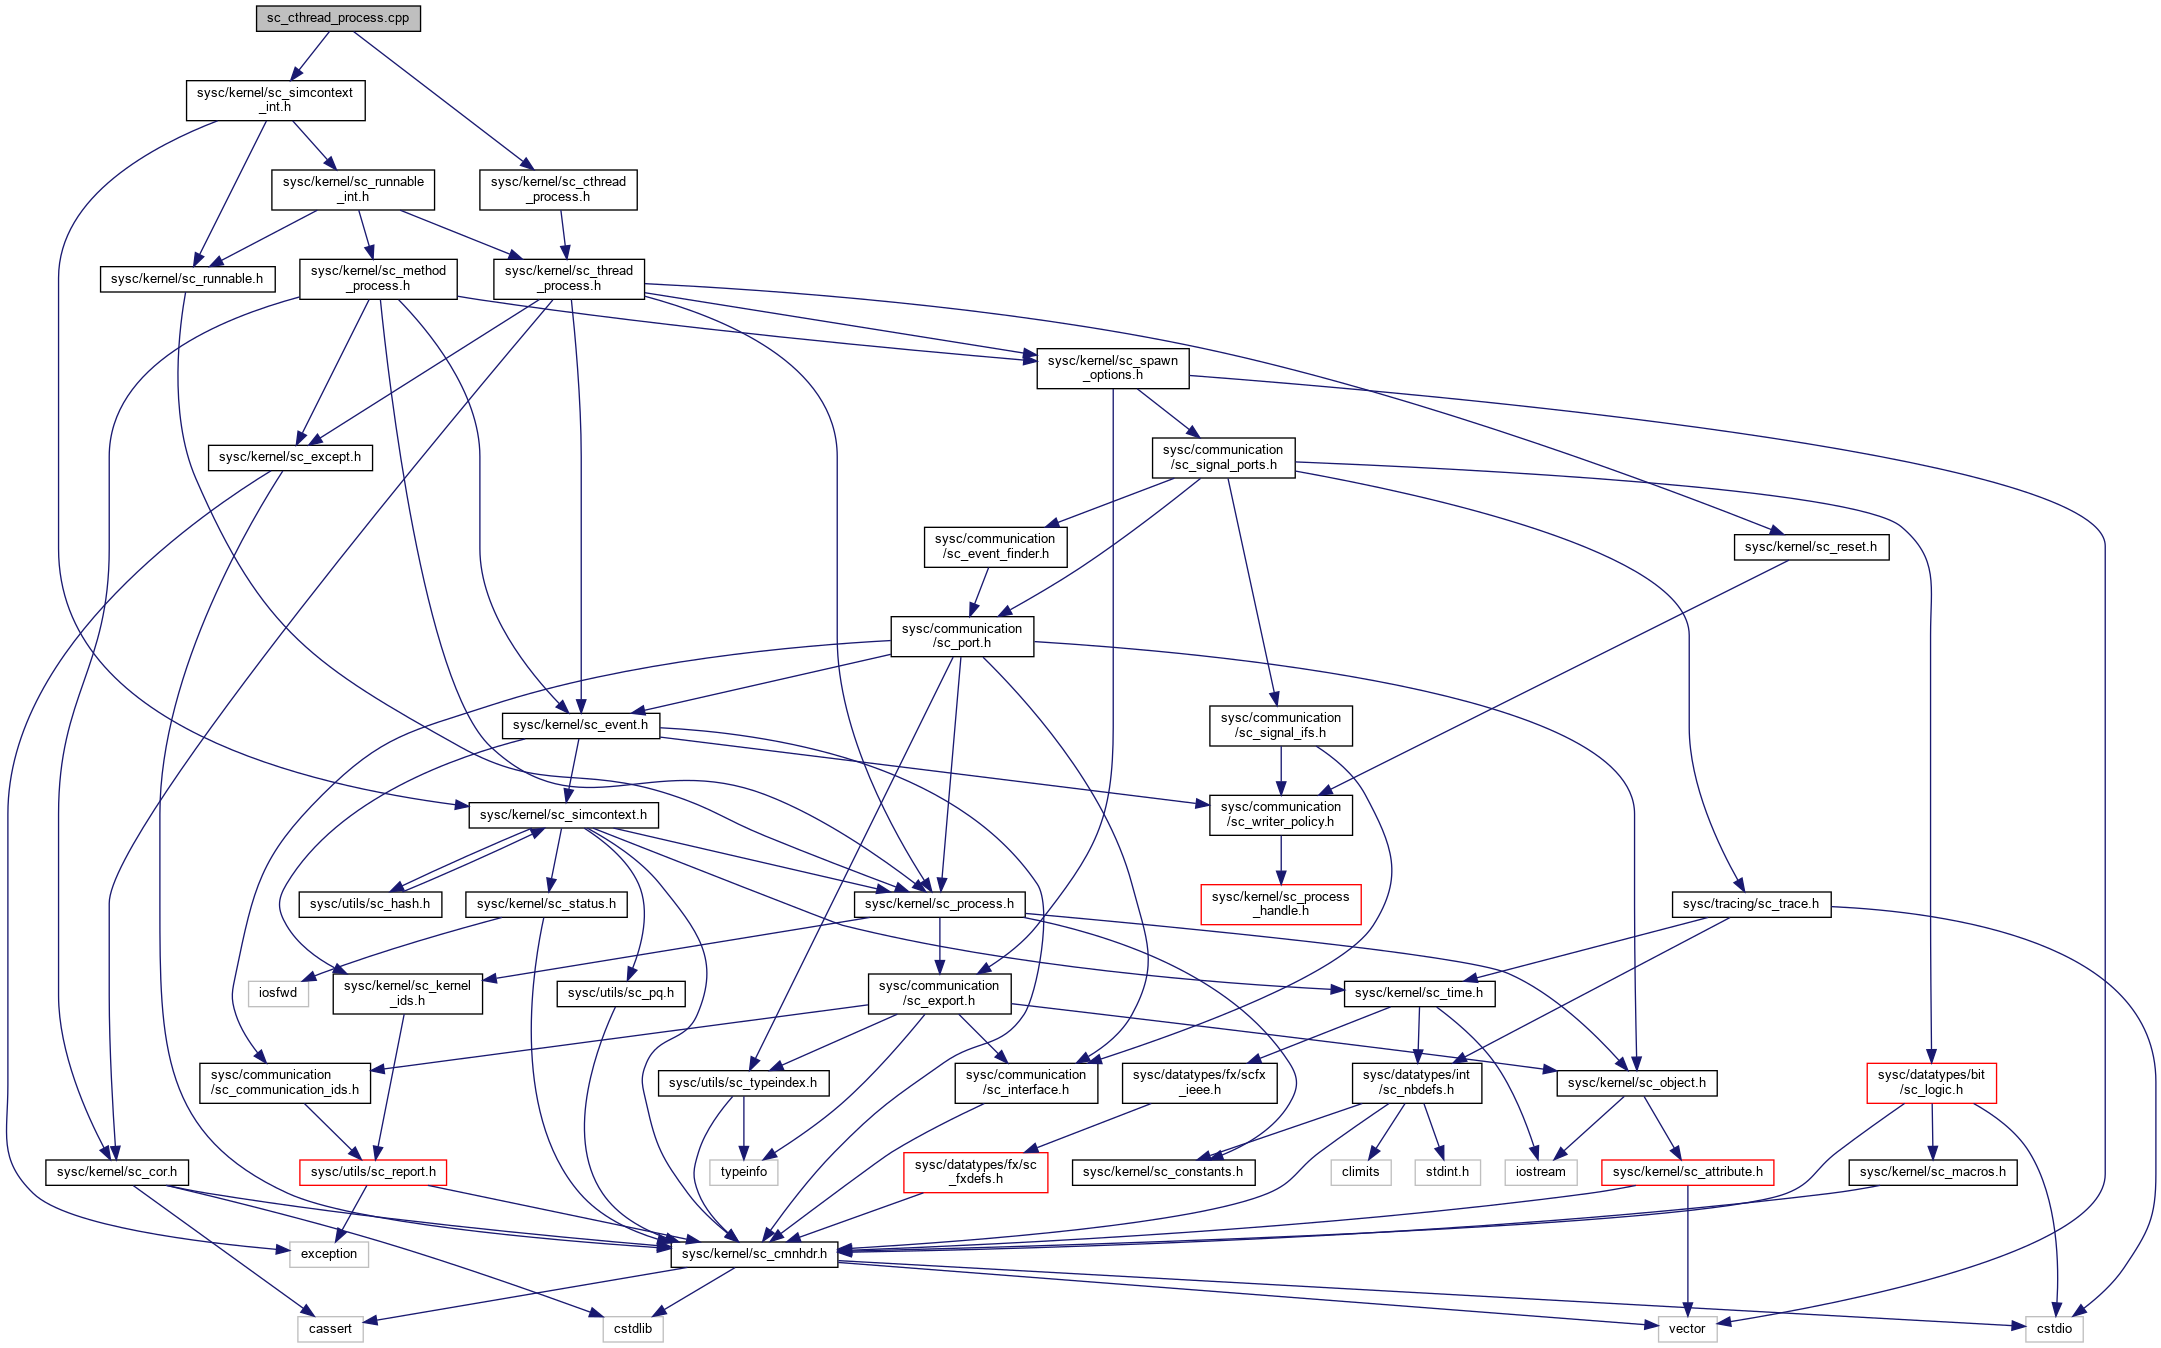 sc_cthread_process.cpp
sysc/kernel/sc_simcontext
_int.h
sysc/kernel/sc_runnable
_int.h
sysc/kernel/sc_cthread
_process.h
sysc/kernel/sc_runnable.h
sysc/kernel/sc_method
_process.h
sysc/kernel/sc_thread
_process.h
sysc/kernel/sc_spawn
_options.h
sysc/kernel/sc_except.h
sysc/communication
/sc_signal_ports.h
sysc/communication
/sc_event_finder.h
sysc/kernel/sc_reset.h
sysc/communication
/sc_port.h
sysc/kernel/sc_event.h
sysc/communication
/sc_signal_ifs.h
sysc/kernel/sc_simcontext.h
sysc/communication
/sc_writer_policy.h
sysc/utils/sc_hash.h
sysc/kernel/sc_status.h
sysc/kernel/sc_process.h
sysc/kernel/sc_process
_handle.h
sysc/tracing/sc_trace.h
iosfwd
sysc/kernel/sc_kernel
_ids.h
sysc/utils/sc_pq.h
sysc/communication
/sc_export.h
sysc/kernel/sc_time.h
sysc/communication
/sc_communication_ids.h
sysc/utils/sc_typeindex.h
sysc/communication
/sc_interface.h
sysc/datatypes/fx/scfx
_ieee.h
sysc/datatypes/int
/sc_nbdefs.h
sysc/kernel/sc_object.h
sysc/datatypes/bit
/sc_logic.h
sysc/kernel/sc_cor.h
sysc/utils/sc_report.h
typeinfo
sysc/datatypes/fx/sc
_fxdefs.h
sysc/kernel/sc_constants.h
climits
stdint.h
iostream
sysc/kernel/sc_attribute.h
sysc/kernel/sc_macros.h
exception
sysc/kernel/sc_cmnhdr.h
cassert
cstdlib
vector
cstdio